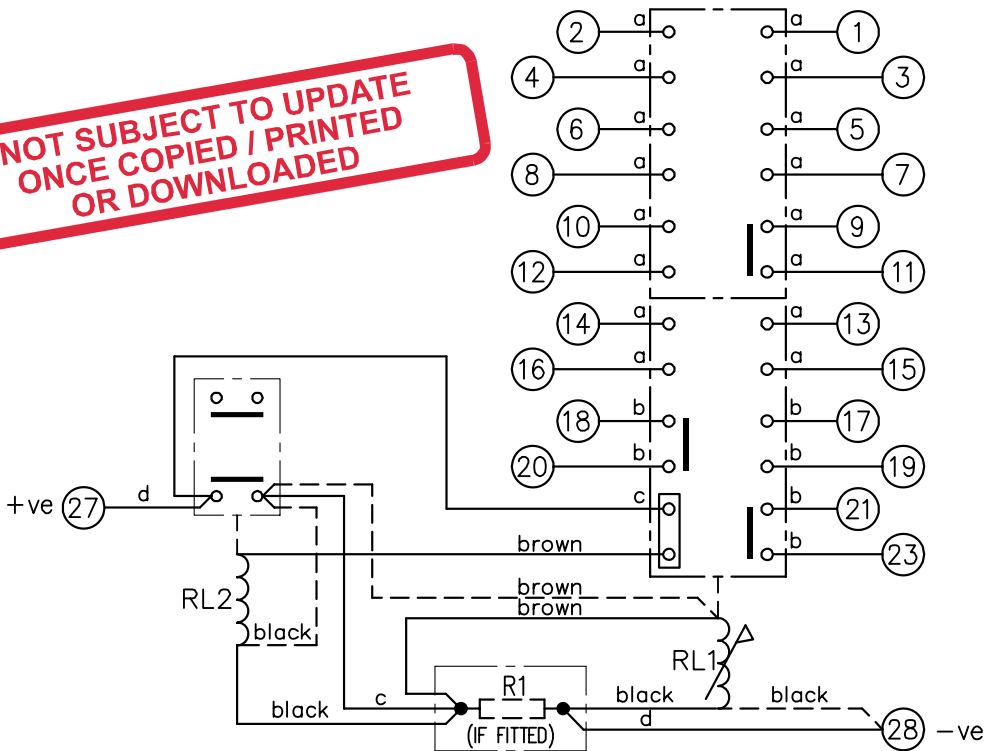 NOT SUBJECT TO UPDATE
ONCE COPIED / PRINTED
OR DOWNLOADED
2 a a 1
4 a a 3
6 a a 5
8 a a 7
10 a a 9
12 a a 11
14 a a 13
16 a a 15
18 b b 17
20 b b 19
c b 21
b 23
+ve 27 d
brown
brown
brown
RL2
black
RL1
R1
black
c
black
d
black
(IF FITTED)
28 -ve